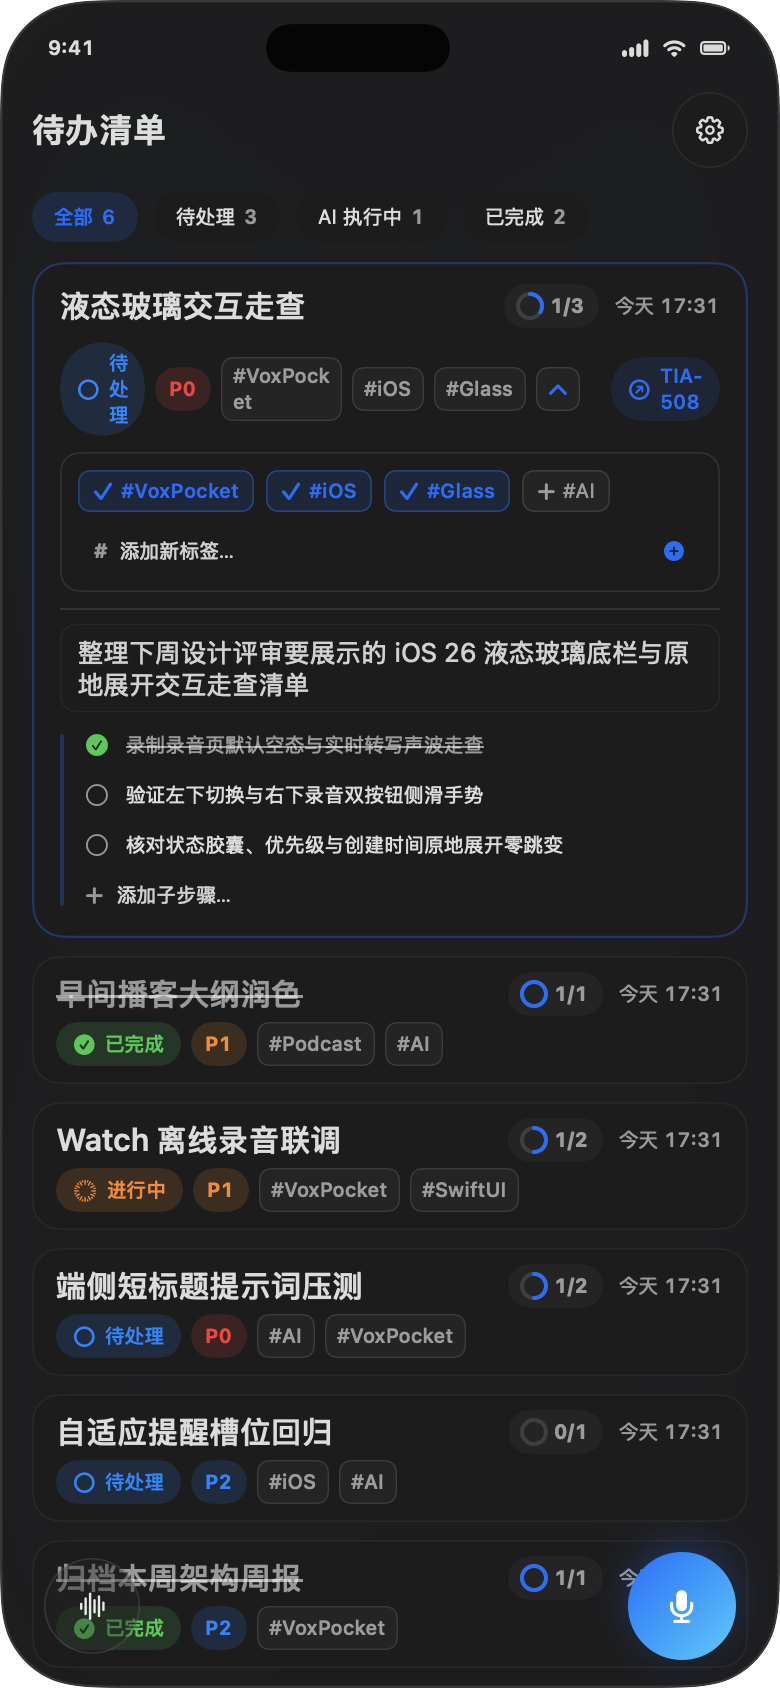 9:41
待办清单
全部 6 待处理 3 AI 执行中 1 已完成 2
液态玻璃交互走查 1/3 今天 17:31
待处理 P0 #VoxPocket #iOS #Glass TIA-508
#VoxPocket #iOS #Glass #AI
# 添加新标签...
整理下周设计评审要展示的 iOS 26 液态玻璃底栏与原
地展开交互走查清单
录制录音页默认空态与实时转写声波走查
验证左下切换与右下录音双按钮侧滑手势
核对状态胶囊、优先级与创建时间原地展开零跳变
添加子步骤...
早间播客大纲润色 1/1 今天 17:31
已完成 P1 #Podcast #AI
Watch 离线录音联调 1/2 今天 17:31
进行中 P1 #VoxPocket #SwiftUI
端侧短标题提示词压测 1/2 今天 17:31
待处理 P0 #AI #VoxPocket
自适应提醒槽位回归 0/1 今天 17:31
待处理 P2 #iOS #AI
归档本周架构周报 1/1 今
已完成 P2 #VoxPocket